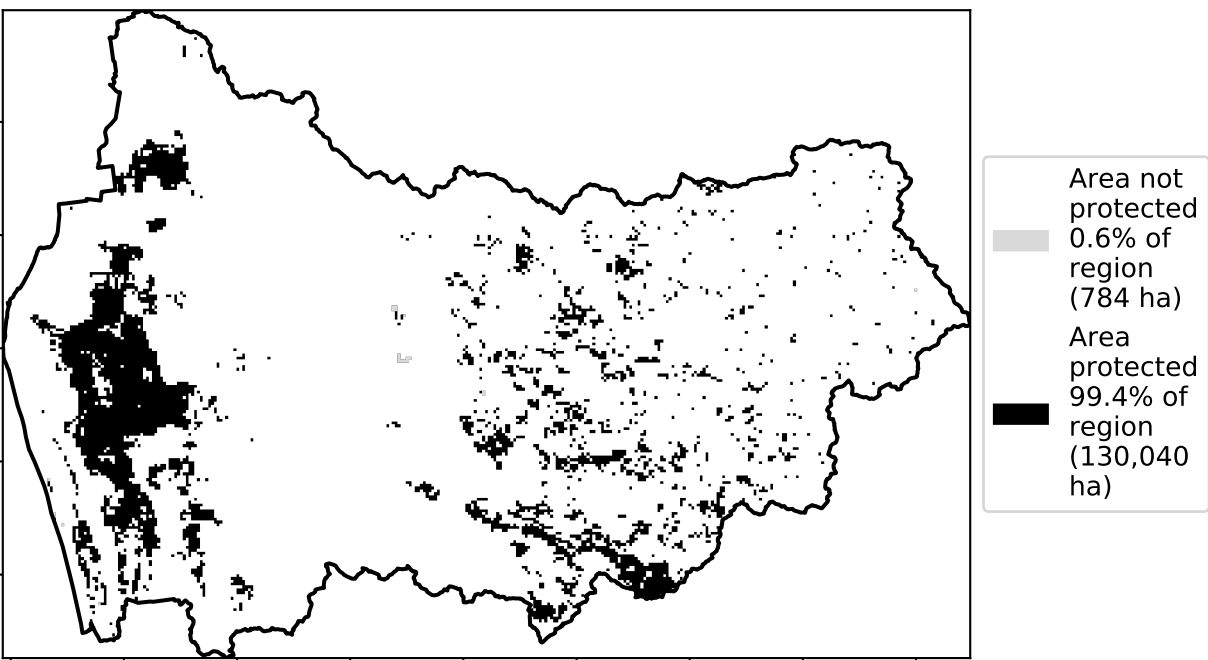 Area not
protected
0.6% of
region
(784 ha)
Area
protected
99.4% of
region
(130,040
ha)